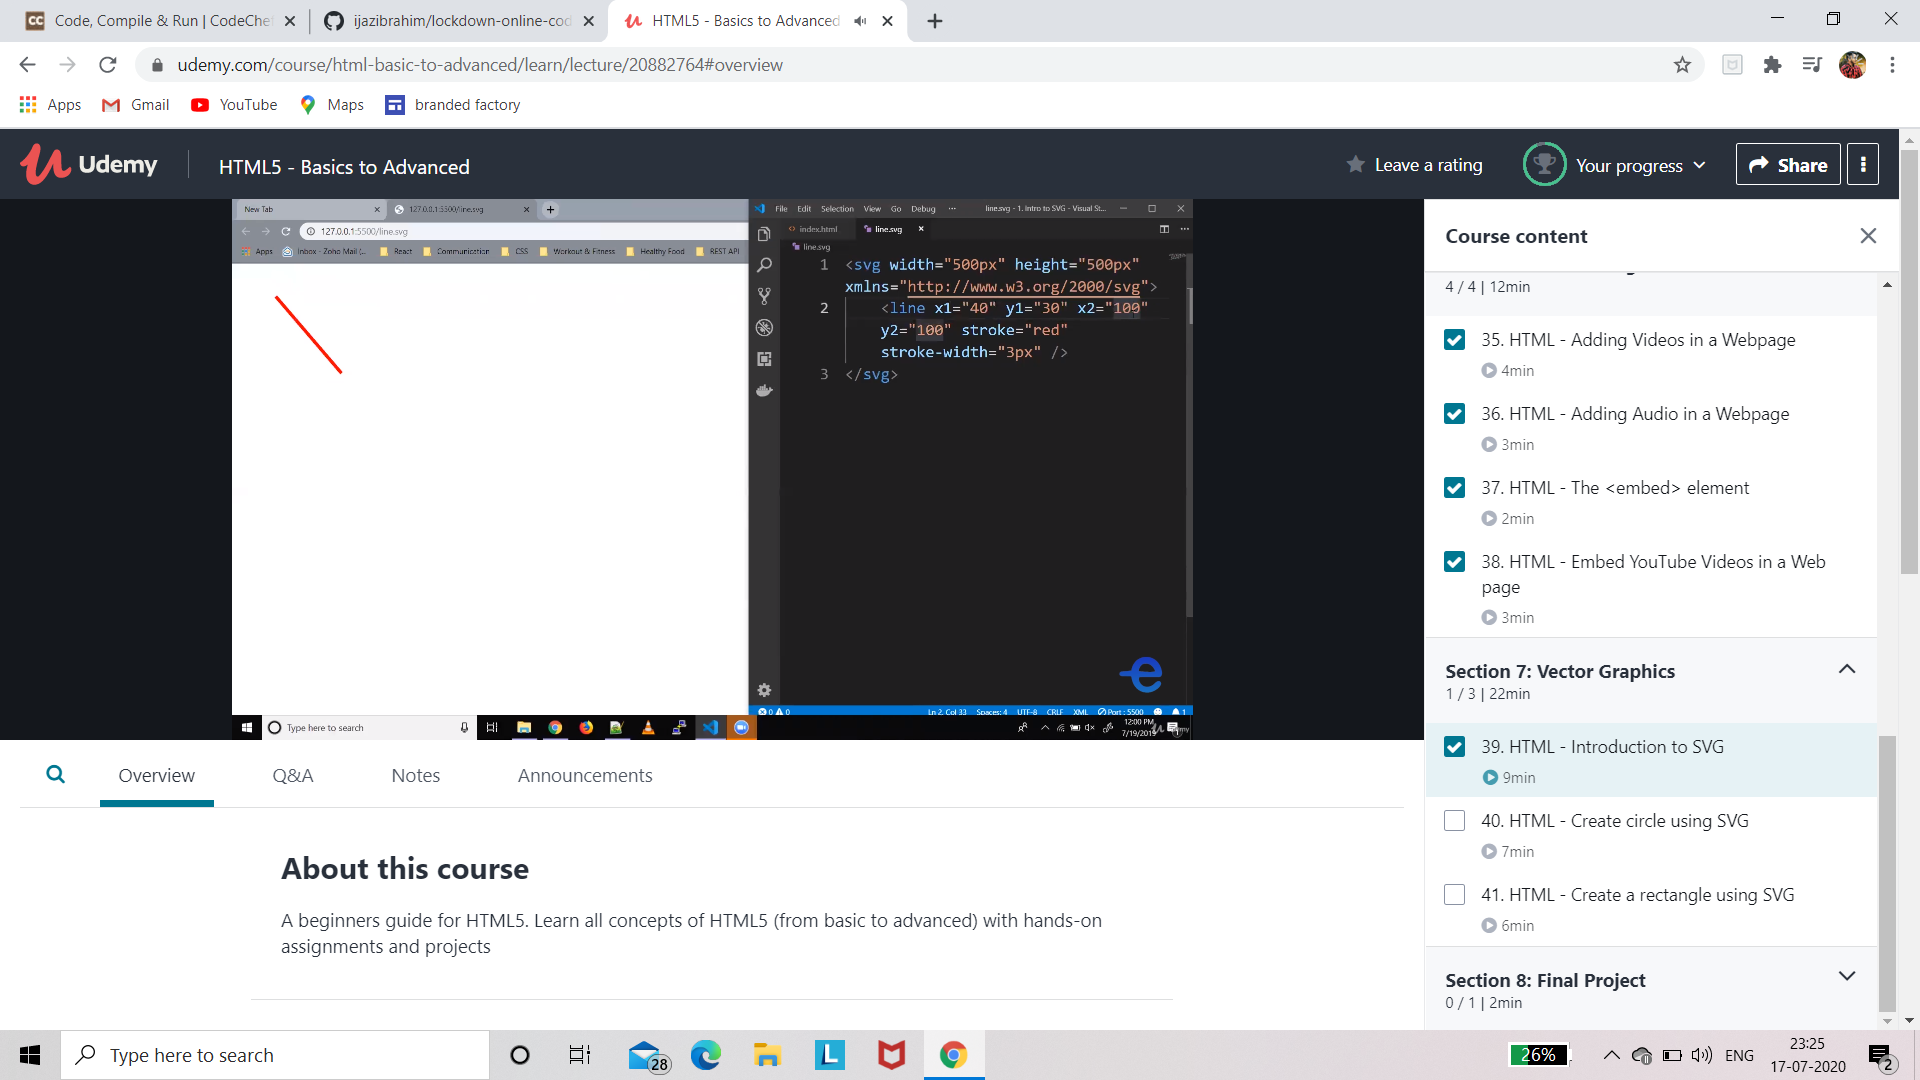 Code, Compile & Run | CodeChe
ijazibrahim/lockdown-online-cod
HTML5 - Basics to Advanced
udemy.com/course/html-basic-to-advanced/learn/lecture/20882764#overview
Apps
Gmail
YouTube
Maps
branded factory
Udemy
HTML5 - Basics to Advanced
Leave a rating
Your progress
Share
New Tab
127.0.0.1:5500/line.svg
127.0.0.1:5500/line.svg
Apps
Inbox - Zoho Mail (...
React
Communication
CSS
Workout & Fitness
Healthy Food
REST API
File Edit Selection View Go Debug ...
line.svg - 1. Intro to SVG - Visual St...
index.html
line.svg
line.svg
1 <svg width="500px" height="500px"
xmlns="http://www.w3.org/2000/svg">
2 <line x1="40" y1="30" x2="100"
y2="100" stroke="red"
stroke-width="3px" />
3 </svg>
0 0
Ln 2, Col 33 Spaces: 4 UTF-8 CRLF XML Port : 5500 1
Type here to search
12:00 PM
7/19/2019
Course content
4 / 4 | 12min
35. HTML - Adding Videos in a Webpage
4min
36. HTML - Adding Audio in a Webpage
3min
37. HTML - The <embed> element
2min
38. HTML - Embed YouTube Videos in a Web
page
3min
Section 7: Vector Graphics
1 / 3 | 22min
39. HTML - Introduction to SVG
9min
40. HTML - Create circle using SVG
7min
41. HTML - Create a rectangle using SVG
6min
Section 8: Final Project
0 / 1 | 2min
Overview
Q&A
Notes
Announcements
About this course
A beginners guide for HTML5. Learn all concepts of HTML5 (from basic to advanced) with hands-on
assignments and projects
Type here to search
28
26%
ENG
23:25
17-07-2020
2